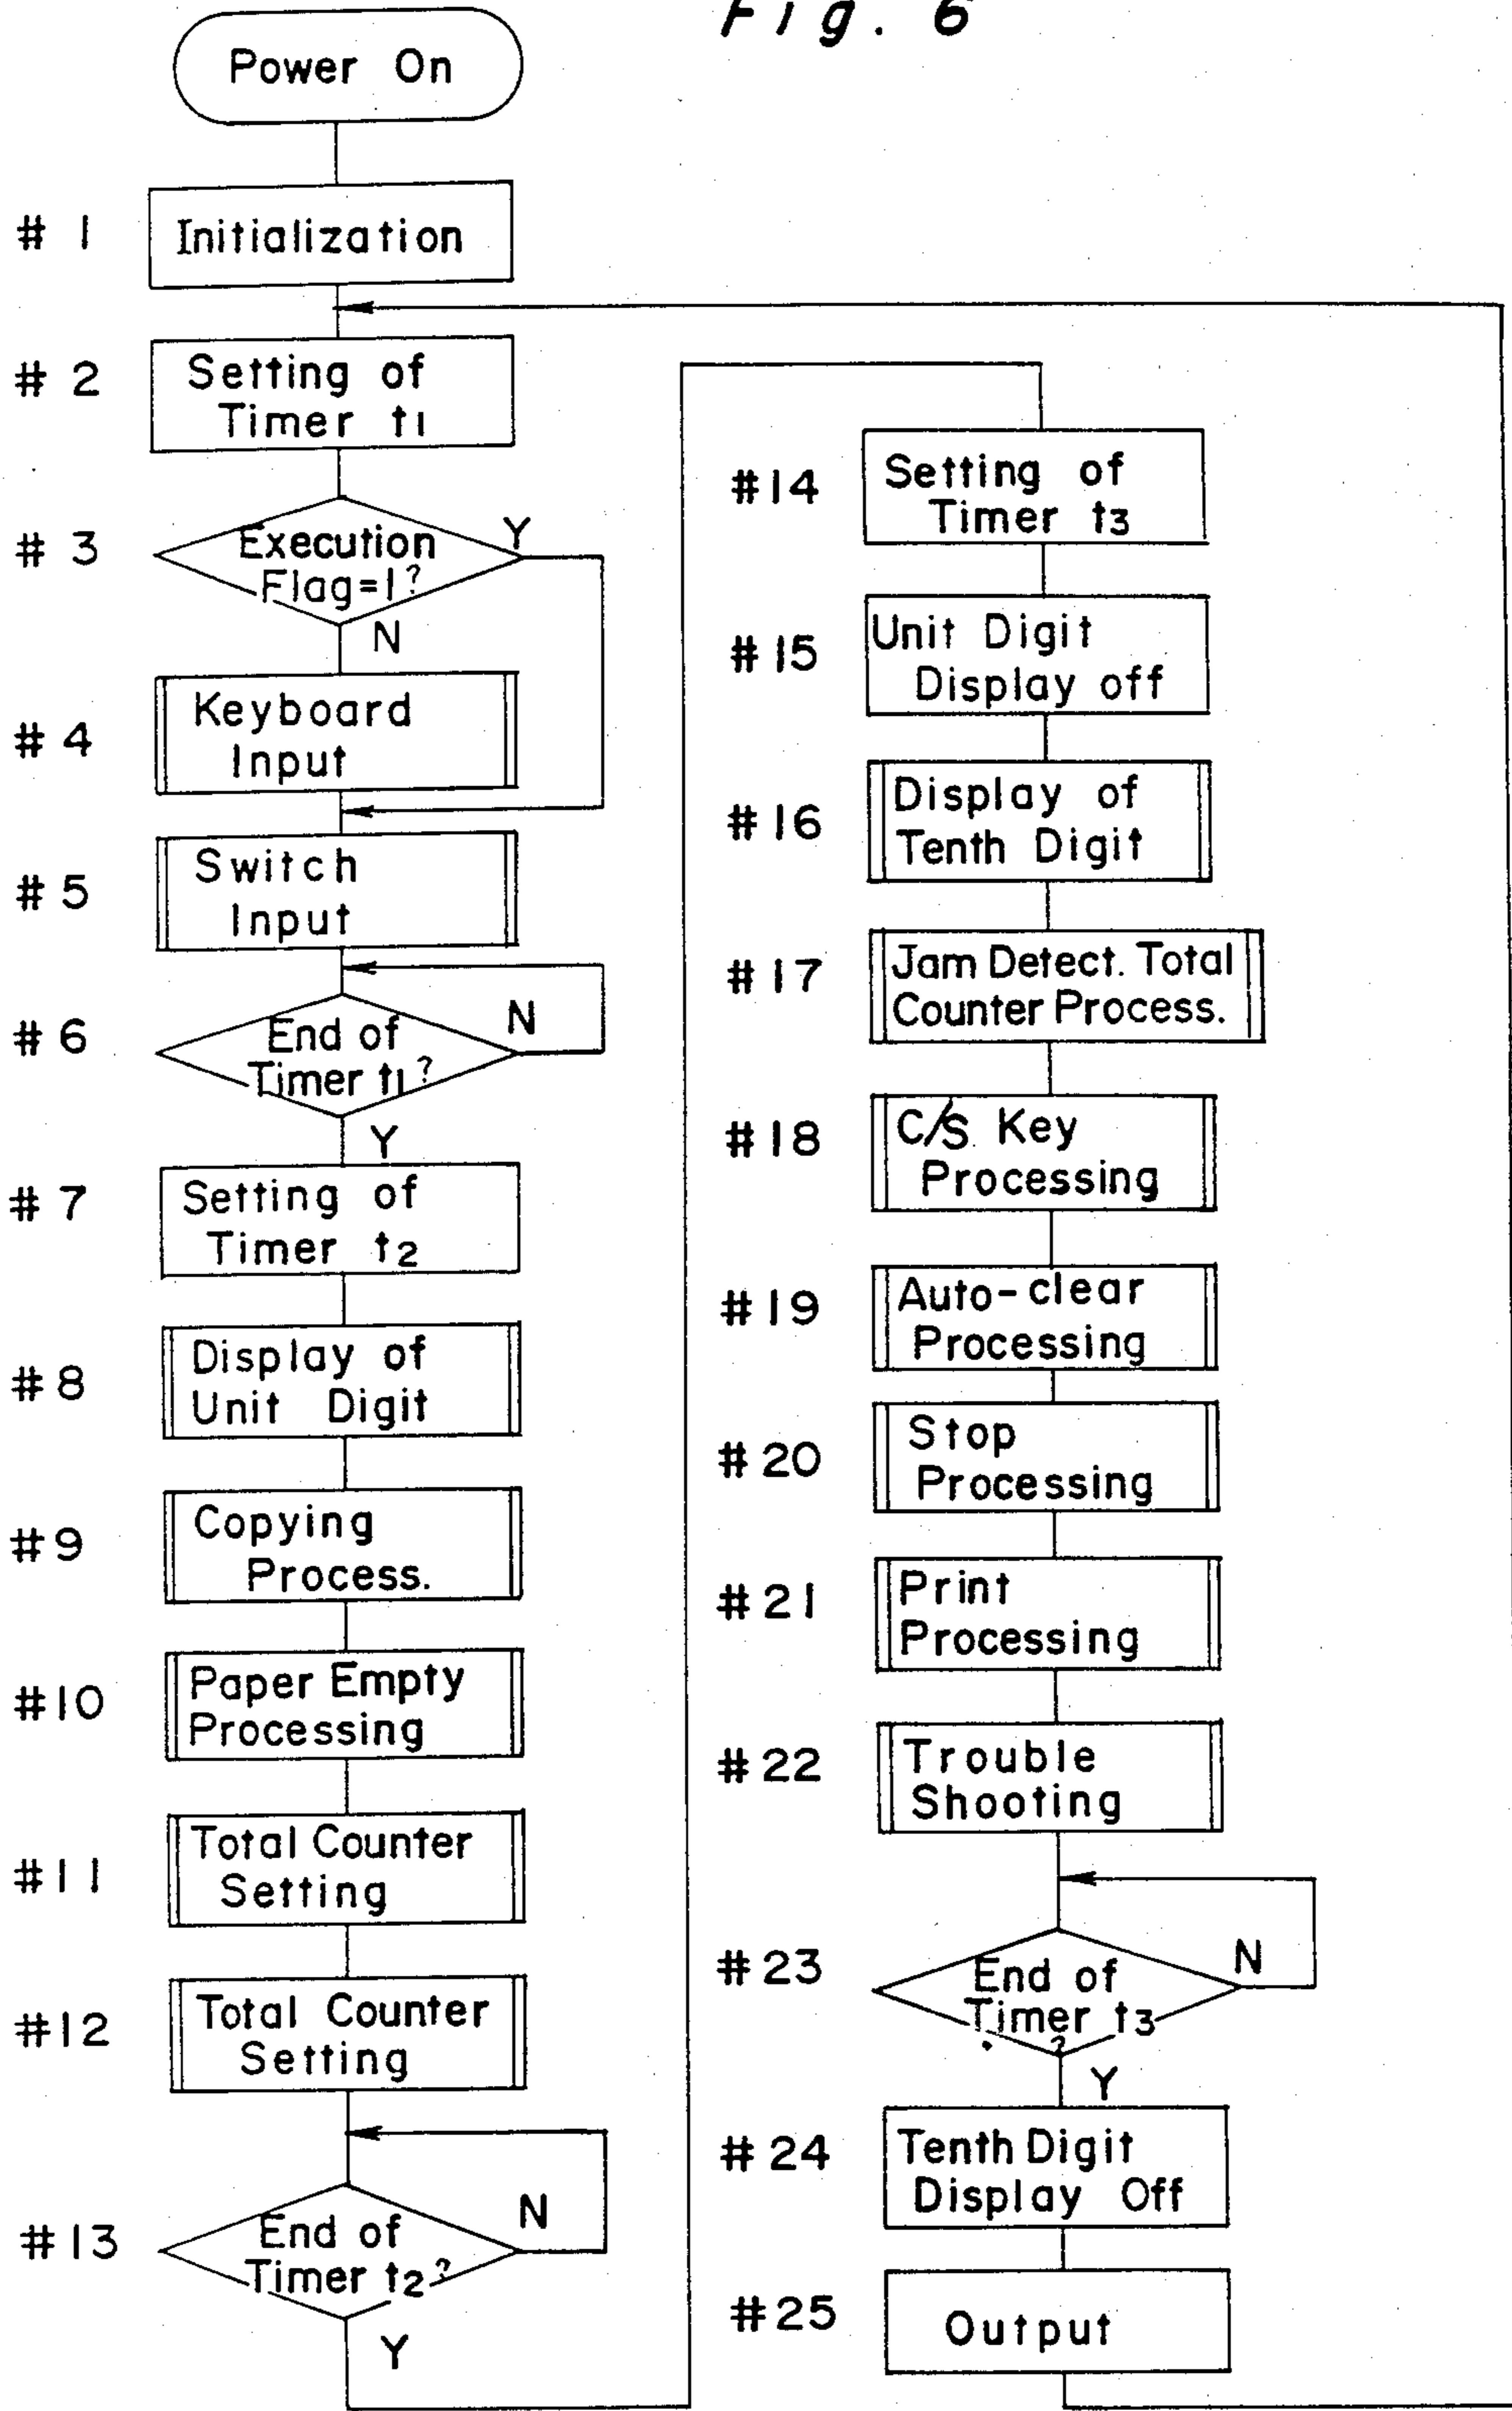 Fig. 6
Power On
# 1
Initialization
# 2
Setting of
Timer t1
# 3
Execution
Flag=1?
Y
N
# 4
Keyboard
Input
# 5
Switch
Input
# 6
End of
Timer t1?
N
Y
# 7
Setting of
Timer t2
# 8
Display of
Unit Digit
# 9
Copying
Process.
#10
Paper Empty
Processing
#11
Total Counter
Setting
#12
Total Counter
Setting
#13
End of
Timer t2?
N
Y
#14
Setting of
Timer t3
#15
Unit Digit
Display off
#16
Display of
Tenth Digit
#17
Jam Detect. Total
Counter Process.
#18
C/S Key
Processing
#19
Auto-clear
Processing
#20
Stop
Processing
#21
Print
Processing
#22
Trouble
Shooting
#23
End of
Timer t3
?
N
Y
#24
Tenth Digit
Display Off
#25
Output